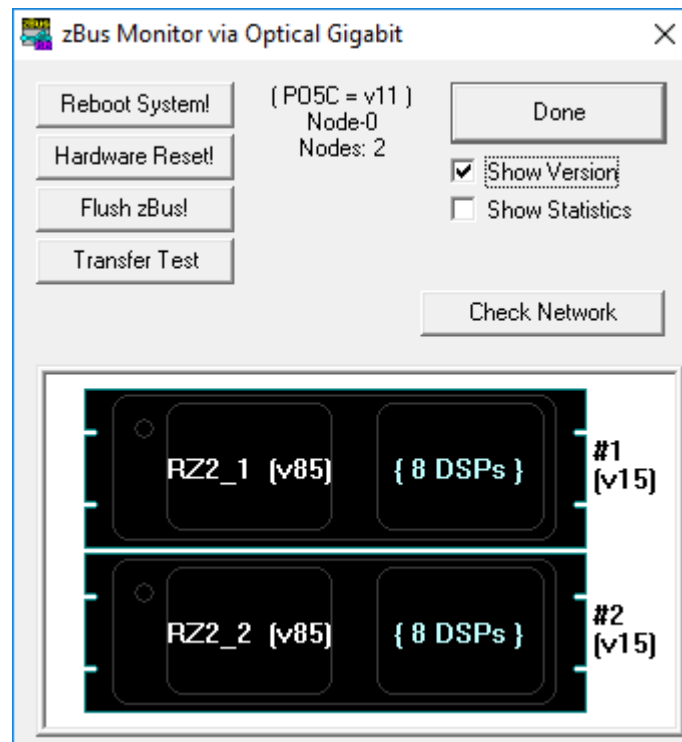 zBus Monitor via Optical Gigabit
Reboot System!
Hardware Reset!
Flush zBus!
Transfer Test
( PO5C = v11 )
Node-0
Nodes: 2
Done
Show Version
Show Statistics
Check Network
RZ2_1 (v85) { 8 DSPs }
#1
(v15)
RZ2_2 (v85) { 8 DSPs }
#2
(v15)